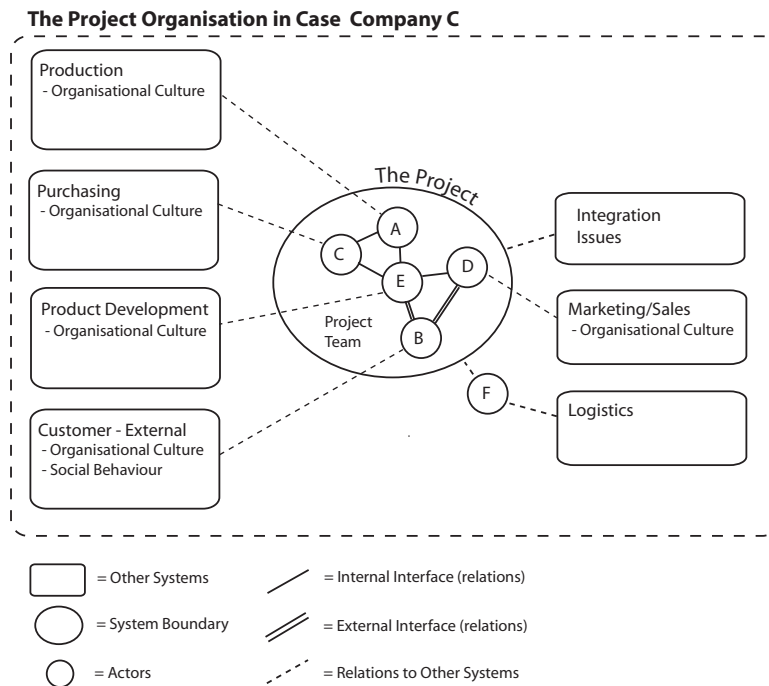 The Project Organisation in Case Company C
Production
- Organisational Culture
Purchasing
- Organisational Culture
Product Development
- Organisational Culture
Customer - External
- Organisational Culture
- Social Behaviour
The Project
A
C
E
D
B
Project
Team
F
Integration
Issues
Marketing/Sales
- Organisational Culture
Logistics
= Other Systems
= Internal Interface (relations)
= System Boundary
= External Interface (relations)
= Actors
= Relations to Other Systems